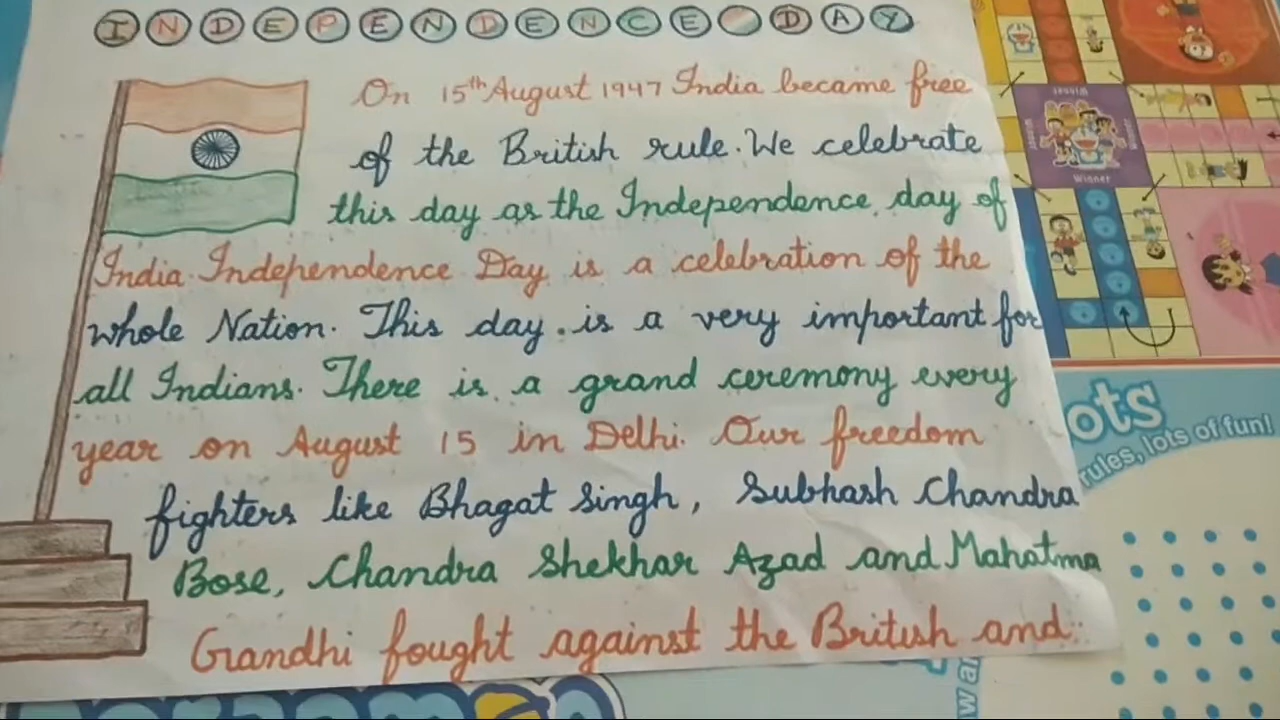 INDEPENDENCE DAY
On 15th August 1947 India became free
of the British rule. We celebrate
this day as the Independence day of
India. Independence Day is a celebration of the
whole Nation. This day is a very important for
all Indians. There is a grand ceremony every
year on August 15 in Delhi. Our freedom
fighters like Bhagat Singh, Subhash Chandra
Bose, Chandra Shekhar Azad and Mahatma
Gandhi fought against the British and
Winner
Winner
Winner
Winner
ots
rules, lots of fun!